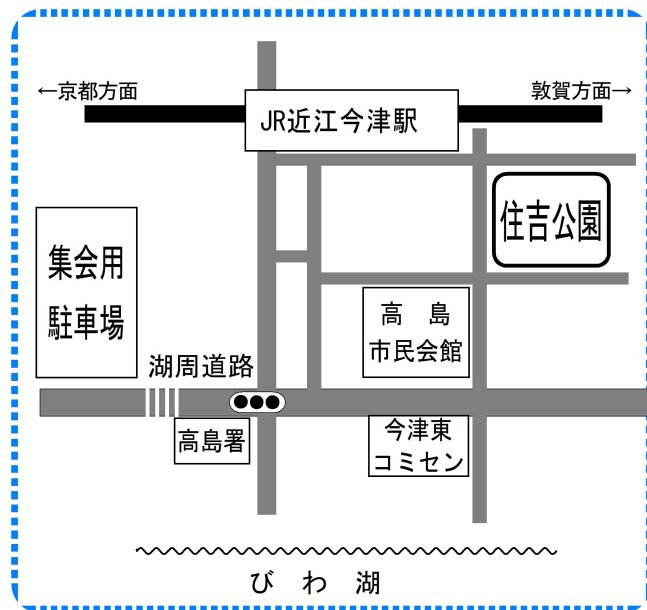 ←京都方面
敦賀方面→
JR近江今津駅
住吉公園
集会用
駐車場
高　島
市民会館
湖周道路
高島署
今津東
コミセン
び　わ　湖